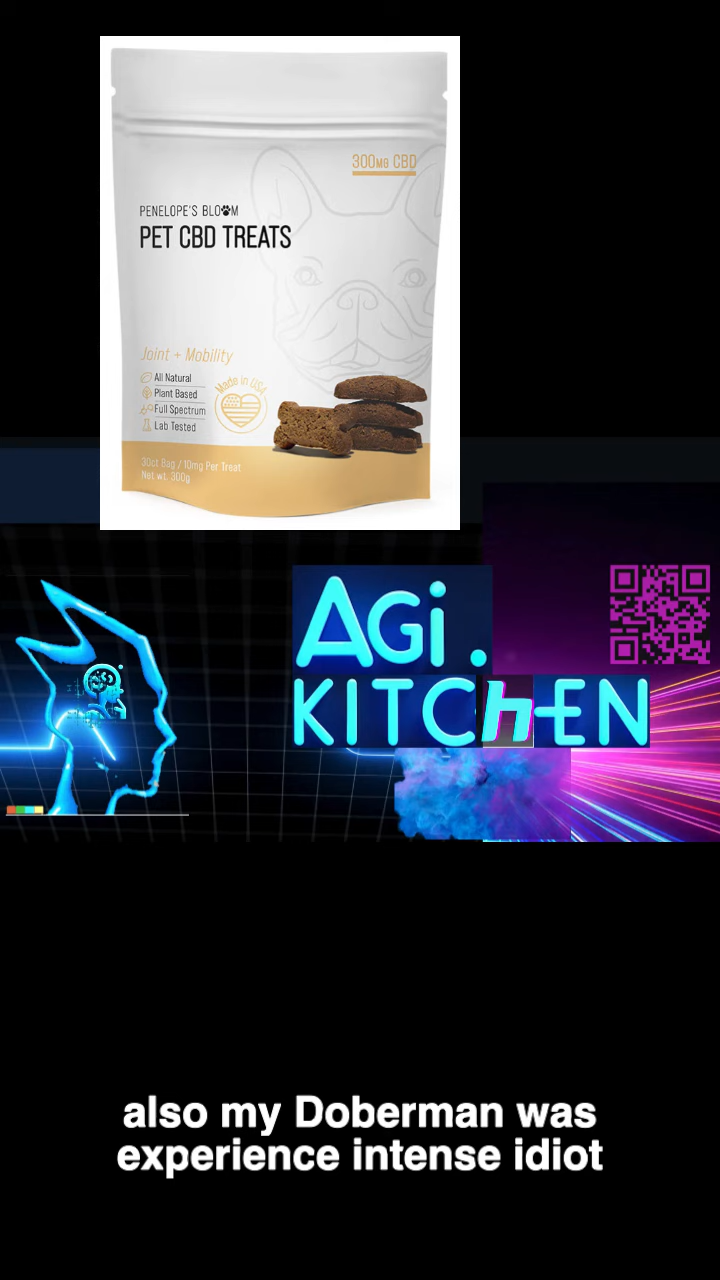 300MG CBD
PENELOPE'S BLOOM
PET CBD TREATS
Joint + Mobility
All Natural
Plant Based
Full Spectrum
Lab Tested
Made in USA
30ct Bag / 10mg Per Treat
Net wt. 300g
AGi.
KITChEN
also my Doberman was
experience intense idiot